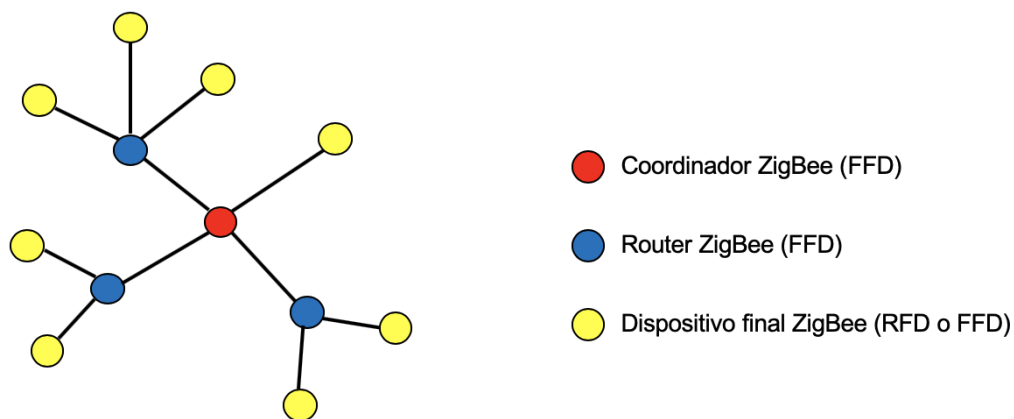 Coordinador ZigBee (FFD)
Router ZigBee (FFD)
Dispositivo final ZigBee (RFD o FFD)